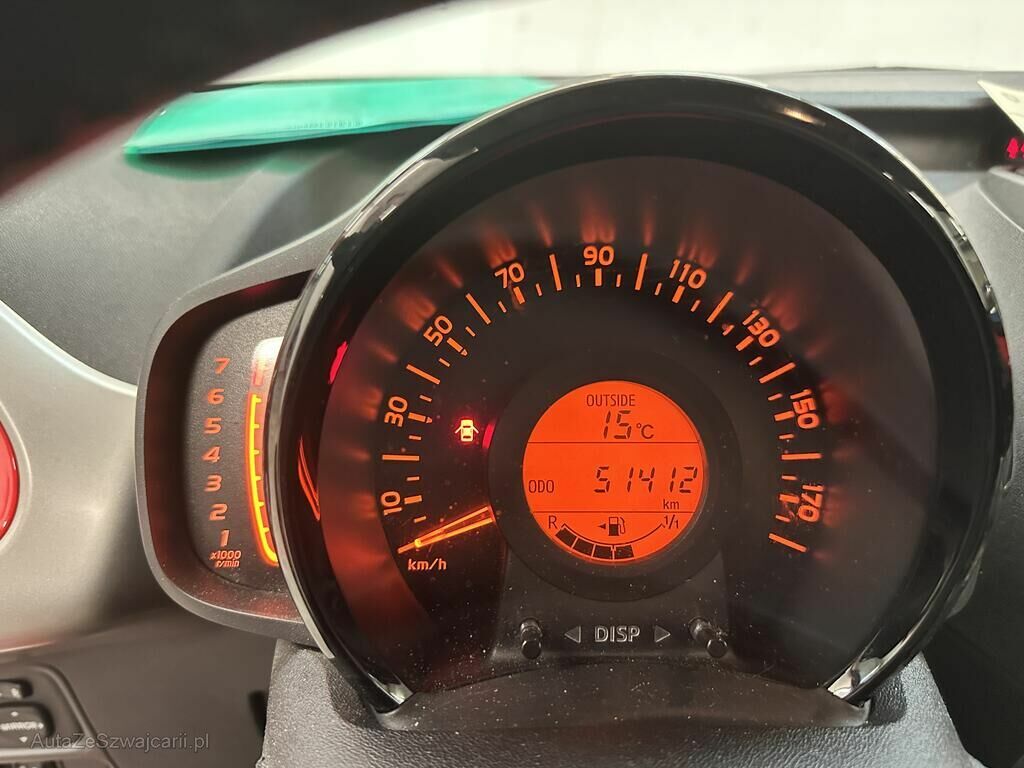 7
6
5
4
3
2
1
x1000
r/min
10
30
50
70
90
110
130
150
170
km/h
OUTSIDE
15°C
ODO 51412
km
R 1/1
DISP
MIRROR
AutaZeSzwajcarii.pl